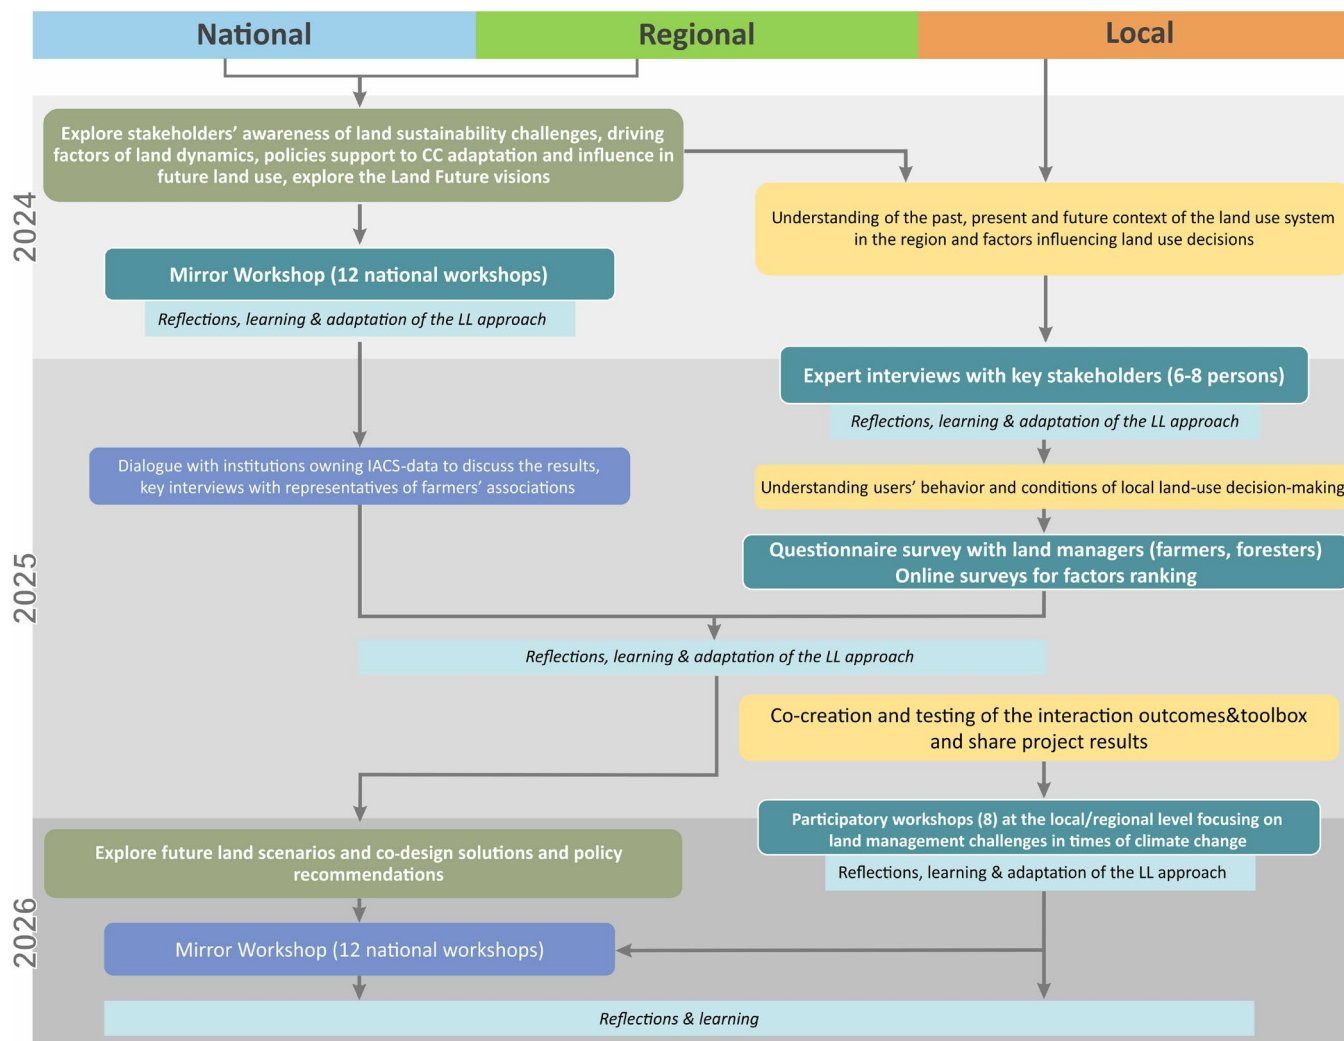 National
Regional
Local
2024
Explore stakeholders’ awareness of land sustainability challenges, driving
factors of land dynamics, policies support to CC adaptation and influence in
future land use, explore the Land Future visions
Understanding of the past, present and future context of the land use system
in the region and factors influencing land use decisions
Mirror Workshop (12 national workshops)
Reflections, learning & adaptation of the LL approach
2025
Expert interviews with key stakeholders (6-8 persons)
Reflections, learning & adaptation of the LL approach
Dialogue with institutions owning IACS-data to discuss the results,
key interviews with representatives of farmers’ associations
Understanding users’ behavior and conditions of local land-use decision-making
Questionnaire survey with land managers (farmers, foresters)
Online surveys for factors ranking
Reflections, learning & adaptation of the LL approach
Co-creation and testing of the interaction outcomes&toolbox
and share project results
Participatory workshops (8) at the local/regional level focusing on
land management challenges in times of climate change
Reflections, learning & adaptation of the LL approach
2026
Explore future land scenarios and co-design solutions and policy
recommendations
Mirror Workshop (12 national workshops)
Reflections & learning